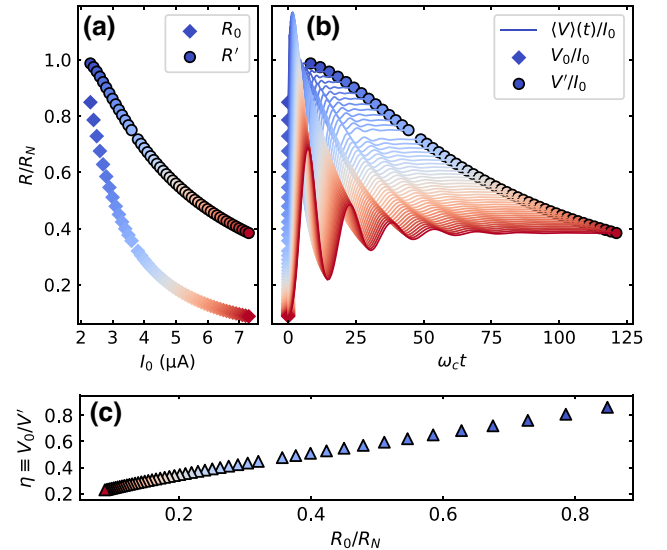 (a)
R₀
R′
R/R_N
1.0
0.8
0.6
0.4
0.2
2
3
4
5
6
7
I₀ (μA)
(b)
⟨V⟩(t)/I₀
V₀/I₀
V′/I₀
0
25
50
75
100
125
ω_c t
(c)
η ≡ V₀/V′
0.8
0.6
0.4
0.2
0.2
0.4
0.6
0.8
R₀/R_N